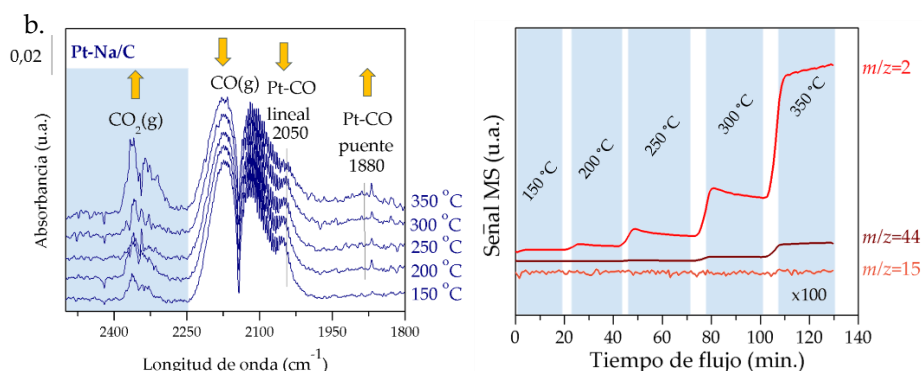 b.
0,02
Pt-Na/C
CO(g)
Pt-CO
lineal
2050
CO2(g)
Pt-CO
puente
1880
350 °C
300 °C
250 °C
200 °C
150 °C
Absorbancia (u.a.)
2400
2250
2100
1950
1800
Longitud de onda (cm-1)
m/z=2
350 °C
300 °C
250 °C
200 °C
150 °C
m/z=44
m/z=15
x100
Señal MS (u.a.)
0
20
40
60
80
100
120
140
Tiempo de flujo (min.)